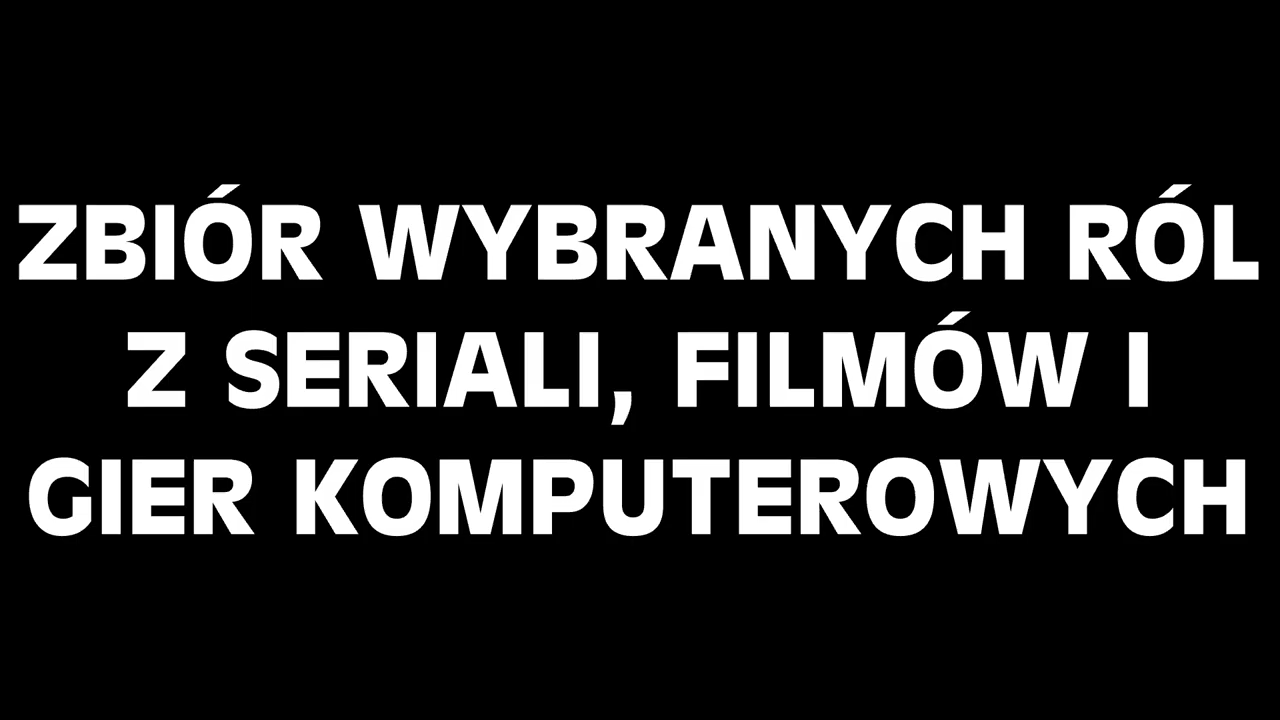 ZBIÓR WYBRANYCH RÓL
Z SERIALI, FILMÓW I
GIER KOMPUTEROWYCH